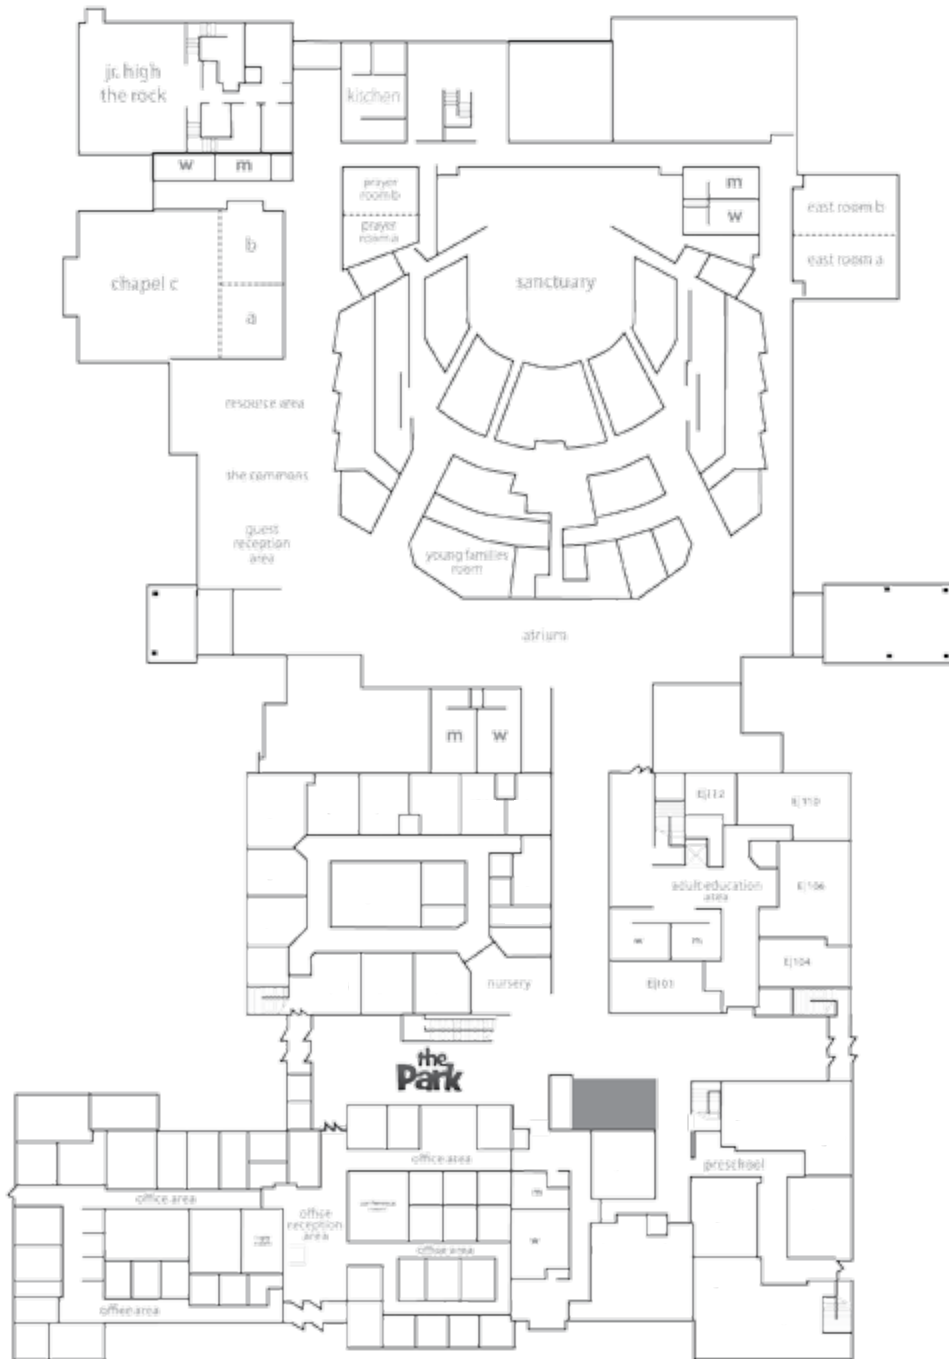 jr. high
the rock
kitchen
w
m
prayer
room b
prayer
room a
m
w
east room b
east room a
b
chapel c
a
sanctuary
resource area
the commons
guest
reception
area
young families
room
atrium
m
w
E|112
E|110
adult education
area
E|106
w
m
E|104
E|101
nursery
the
Park
office area
preschool
office area
office
reception
area
conference
m
w
office area
office area